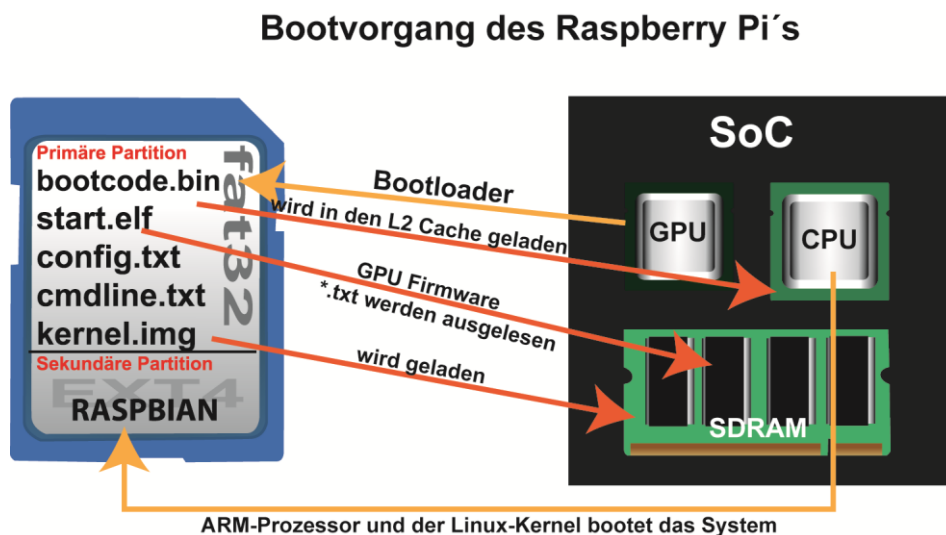 Bootvorgang des Raspberry Pi´s
Primäre Partition
bootcode.bin
start.elf
config.txt
cmdline.txt
kernel.img
fat32
Sekundäre Partition
EXT4
RASPBIAN
Bootloader
wird in den L2 Cache geladen
GPU Firmware
*.txt werden ausgelesen
wird geladen
SoC
GPU
CPU
SDRAM
ARM-Prozessor und der Linux-Kernel bootet das System